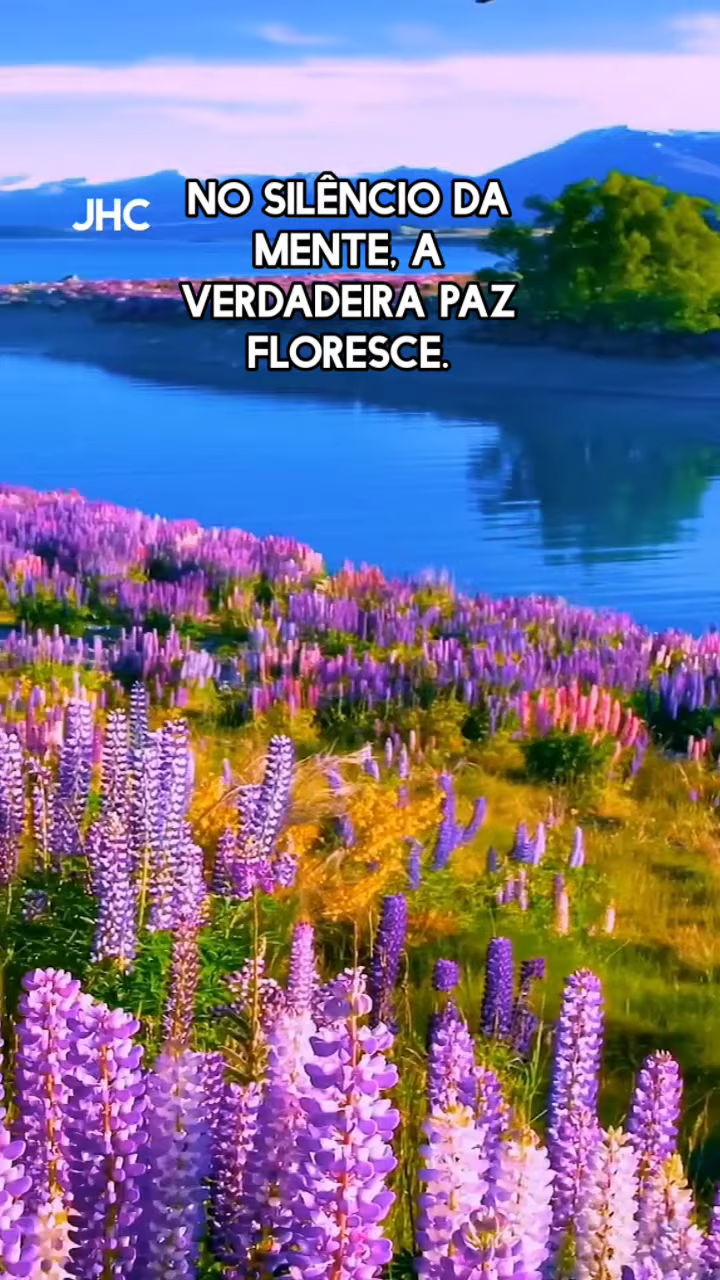 JHC
NO SILÊNCIO DA
MENTE, A
VERDADEIRA PAZ
FLORESCE.